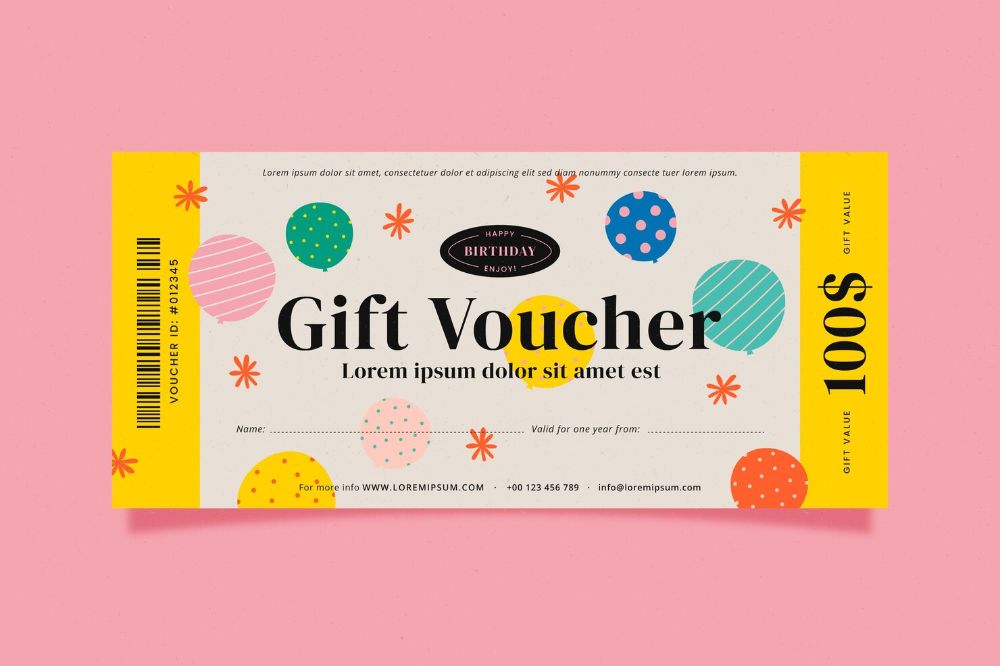 Lorem ipsum dolor sit amet, consectetuer dolor et adipiscing elit sed diam nonummy consecte tuer lorem ipsum.
HAPPY
BIRTHDAY
ENJOY!
Gift Voucher
Lorem ipsum dolor sit amet est
Name:
Valid for one year from:
For more info WWW.LOREMIPSUM.COM · +00 123 456 789 · info@loremipsum.com
VOUCHER ID: #012345
GIFT VALUE
100$
GIFT VALUE